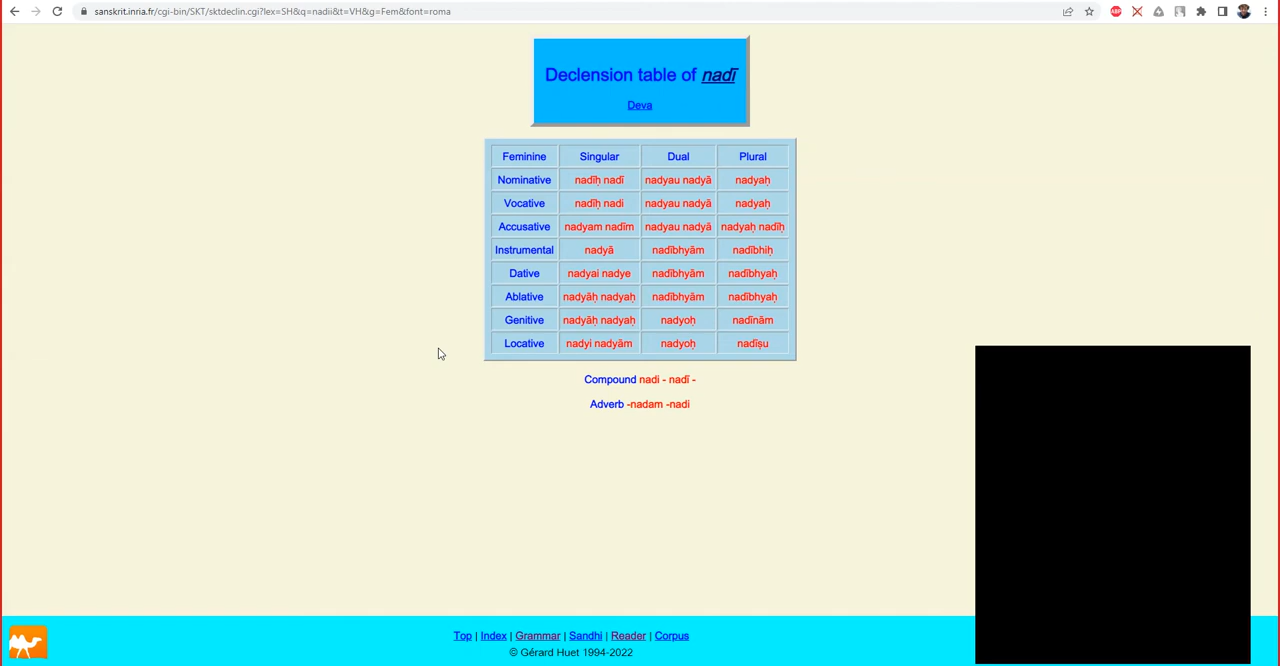 sanskrit.inria.fr/cgi-bin/SKT/sktdeclin.cgi?lex=SH&q=nadii&t=VH&g=Fem&font=roma
ABP
Declension table of nadī
Deva
Feminine Singular Dual Plural
Nominative nadīḥ nadī nadyau nadyā nadyaḥ
Vocative nadīḥ nadi nadyau nadyā nadyaḥ
Accusative nadyam nadīm nadyau nadyā nadyaḥ nadīḥ
Instrumental nadyā nadībhyām nadībhiḥ
Dative nadyai nadye nadībhyām nadībhyaḥ
Ablative nadyāḥ nadyaḥ nadībhyām nadībhyaḥ
Genitive nadyāḥ nadyaḥ nadyoḥ nadīnām
Locative nadyi nadyām nadyoḥ nadīṣu
Compound nadi - nadī -
Adverb -nadam -nadi
Top | Index | Grammar | Sandhi | Reader | Corpus
© Gérard Huet 1994-2022